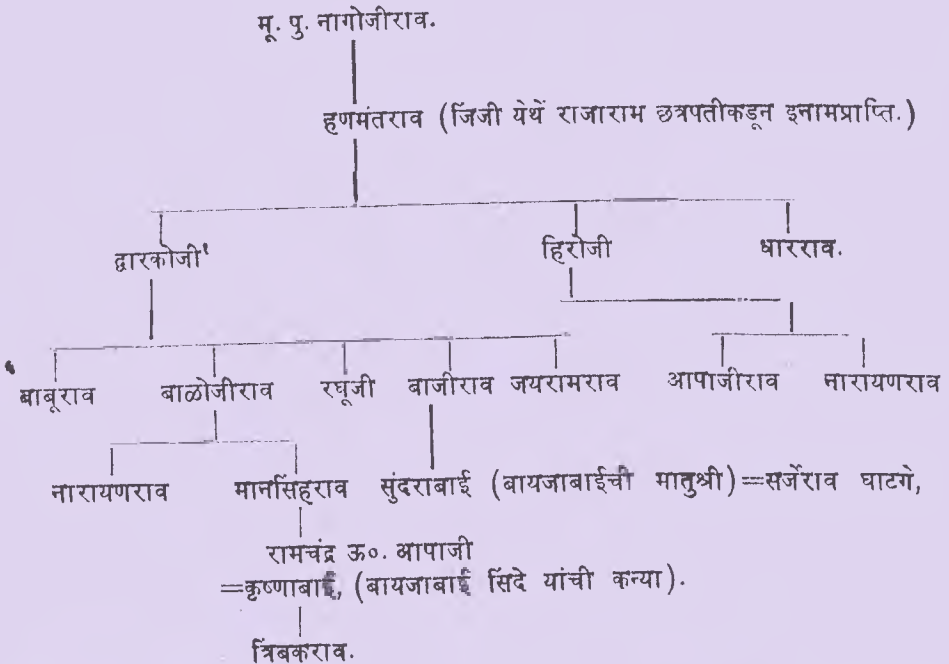 मू. पु. नागोजीराव.
हणमंतराव (जिंजी येथें राजाराम छत्रपतीकडून इनामप्राप्ति.)
द्वारकोजी¹ हिरोजी धारराव.
बाबूराव बाळोजीराव रघूजी बाजीराव जयरामराव आपाजीराव नारायणराव
नारायणराव मानसिंहराव सुंदराबाई (बायजाबाईची मातुश्री)=सर्जेराव घाटगे,
रामचंद्र ऊ०. आपाजी
=कृष्णाबाई, (बायजाबाई सिंदे यांची कन्या).
त्रिंबकराव.